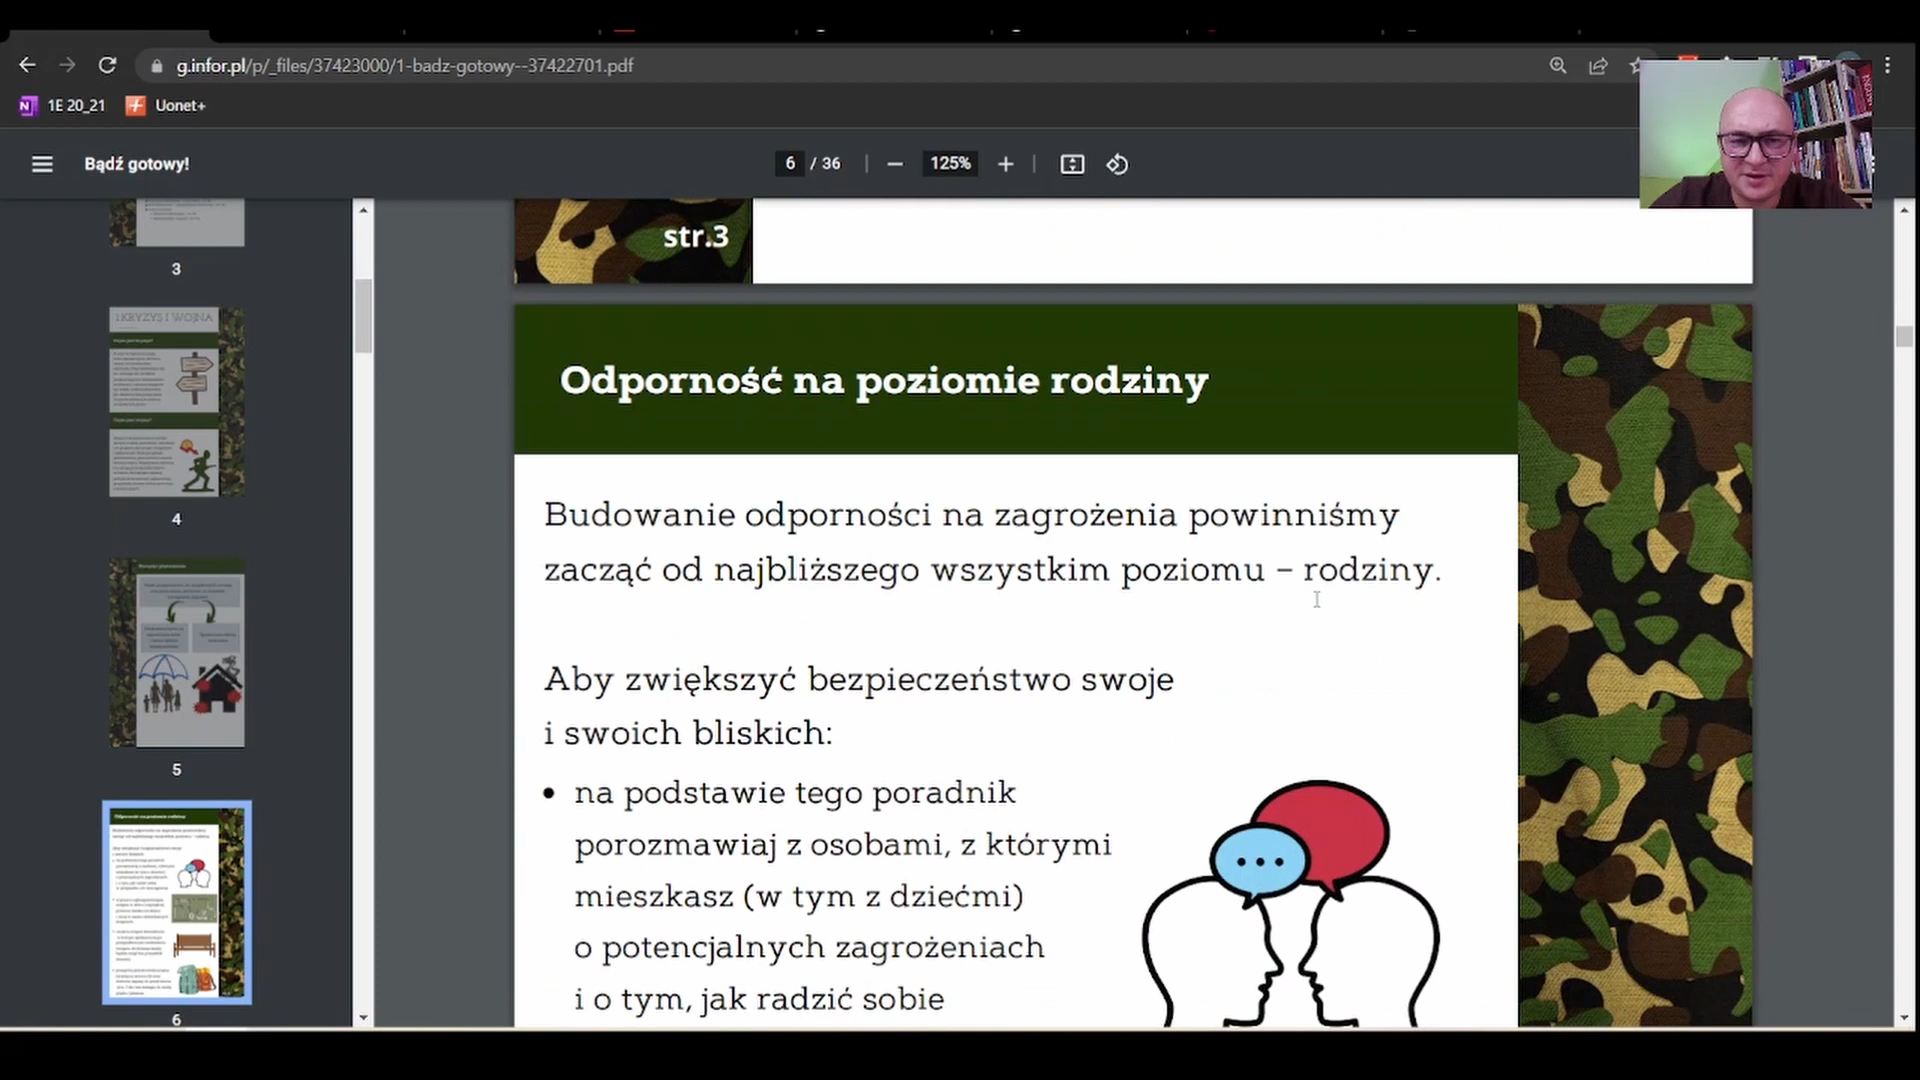 g.infor.pl/p/_files/37423000/1-badz-gotowy--37422701.pdf
1E 20_21
Uonet+
Bądź gotowy!
6 / 36
125%
3
1.KRYZYS I WOJNA
4
5
6
str.3
Odporność na poziomie rodziny
Budowanie odporności na zagrożenia powinniśmy
zacząć od najbliższego wszystkim poziomu – rodziny.
Aby zwiększyć bezpieczeństwo swoje
i swoich bliskich:
• na podstawie tego poradnik
porozmawiaj z osobami, z którymi
mieszkasz (w tym z dziećmi)
o potencjalnych zagrożeniach
i o tym, jak radzić sobie